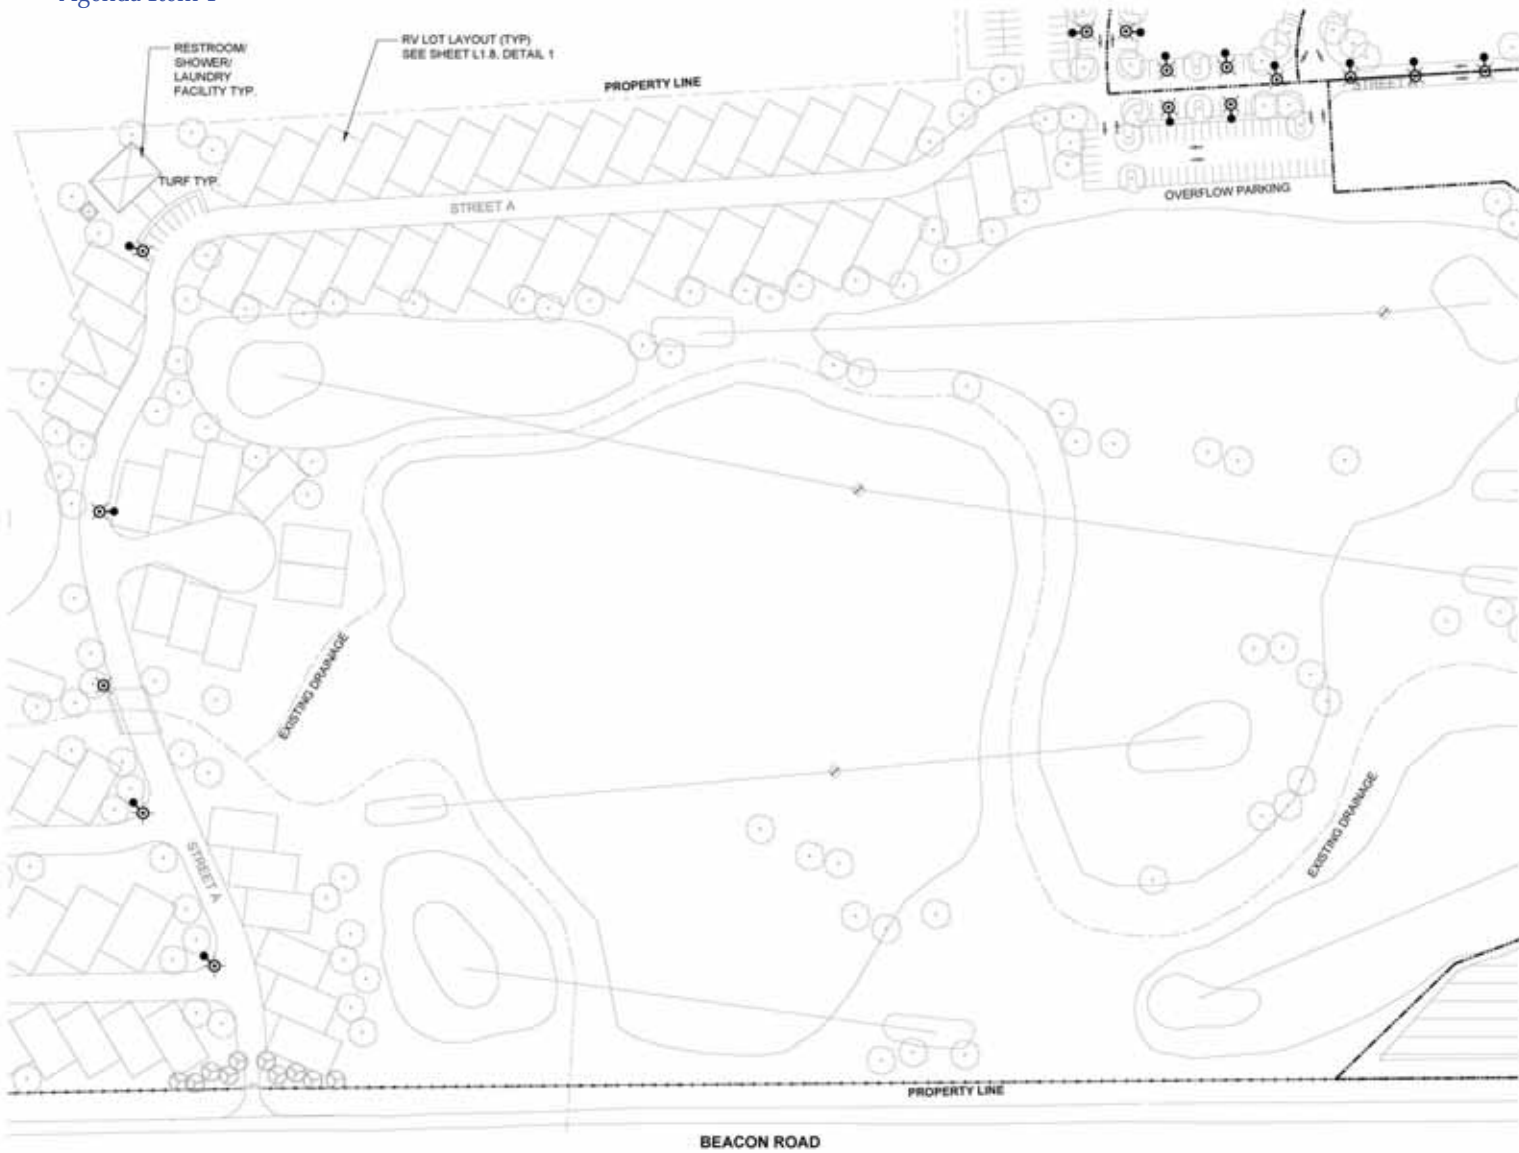 RESTROOM/
SHOWER/
LAUNDRY
FACILITY TYP.
RV LOT LAYOUT (TYP)
SEE SHEET L1.8, DETAIL 1
PROPERTY LINE
STREET A
TURF TYP.
OVERFLOW PARKING
STREET A
EXISTING DRAINAGE
EXISTING DRAINAGE
STREET A
PROPERTY LINE
BEACON ROAD